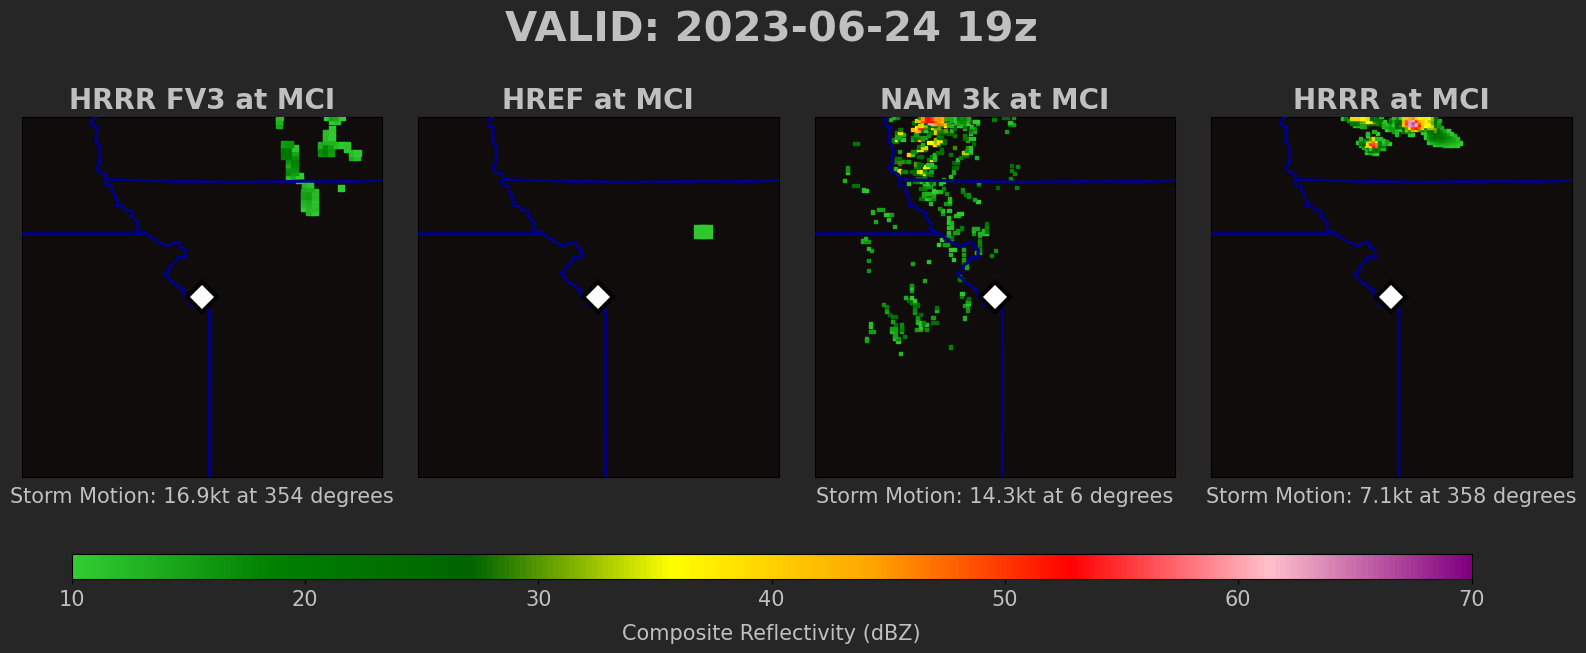 VALID: 2023-06-24 19z
HRRR FV3 at MCI
HREF at MCI
NAM 3k at MCI
HRRR at MCI
Storm Motion: 16.9kt at 354 degrees
Storm Motion: 14.3kt at 6 degrees
Storm Motion: 7.1kt at 358 degrees
10 20 30 40 50 60 70
Composite Reflectivity (dBZ)